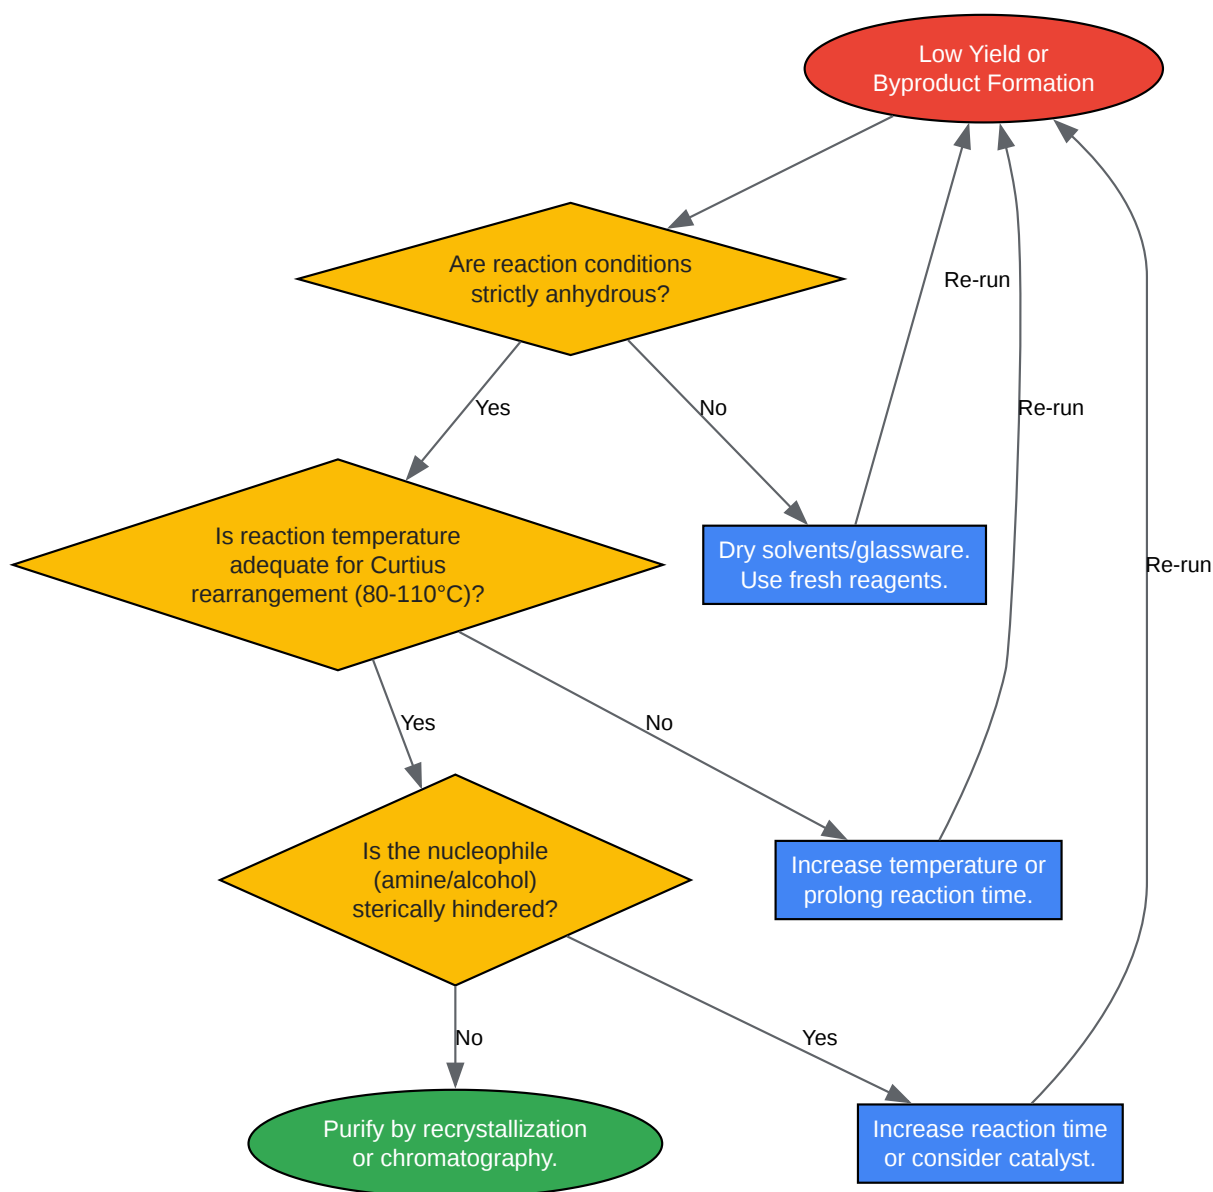 Low Yield or
Byproduct Formation
Are reaction conditions
strictly anhydrous?
Re-run
Yes
No
Re-run
Is reaction temperature
adequate for Curtius
rearrangement (80-110°C)?
Dry solvents/glassware.
Use fresh reagents.
Re-run
Yes
No
Is the nucleophile
(amine/alcohol)
sterically hindered?
Increase temperature or
prolong reaction time.
No
Yes
Purify by recrystallization
or chromatography.
Increase reaction time
or consider catalyst.